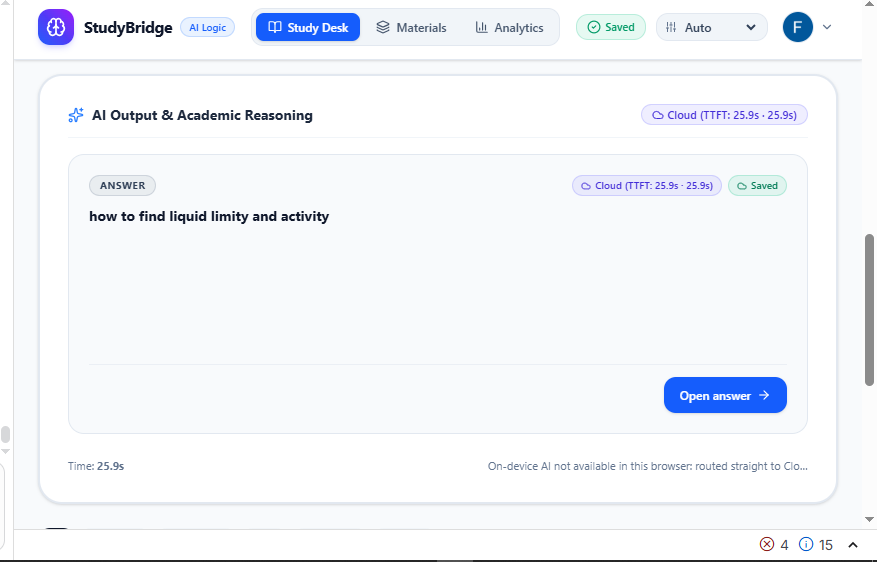 StudyBridge AI Logic Study Desk Materials Analytics Saved Auto F
AI Output & Academic Reasoning Cloud (TTFT: 25.9s · 25.9s)
ANSWER Cloud (TTFT: 25.9s · 25.9s) Saved
how to find liquid limity and activity
Open answer
Time: 25.9s On-device AI not available in this browser: routed straight to Clo...
4 15